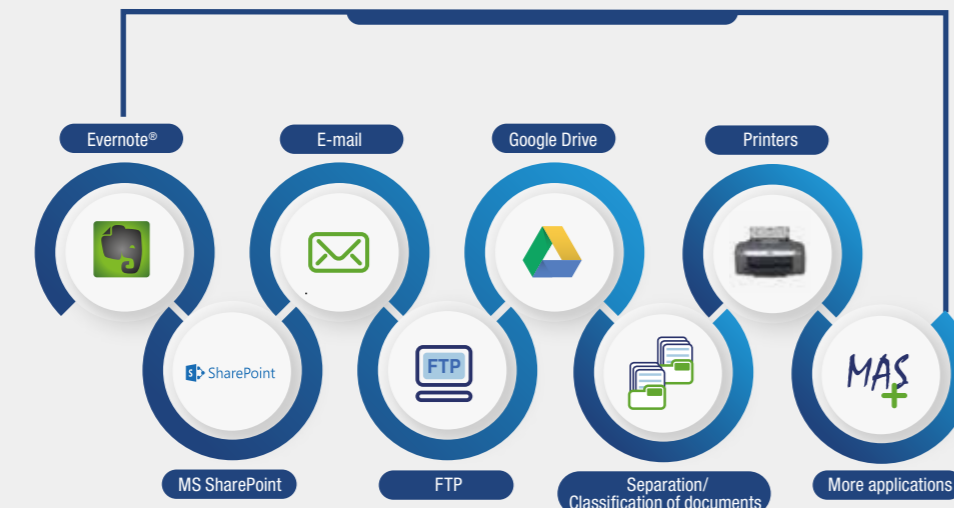 Evernote®
E-mail
Google Drive
Printers
SharePoint
FTP
MAS
+
MS SharePoint
FTP
Separation/
Classification of documents
More applications